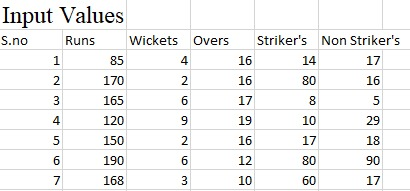 Input Values
S.no Runs Wickets Overs Striker's Non Striker's
1 85 4 16 14 17
2 170 2 16 80 16
3 165 6 17 8 5
4 120 9 19 10 29
5 150 2 16 17 18
6 190 6 12 80 90
7 168 3 10 60 17